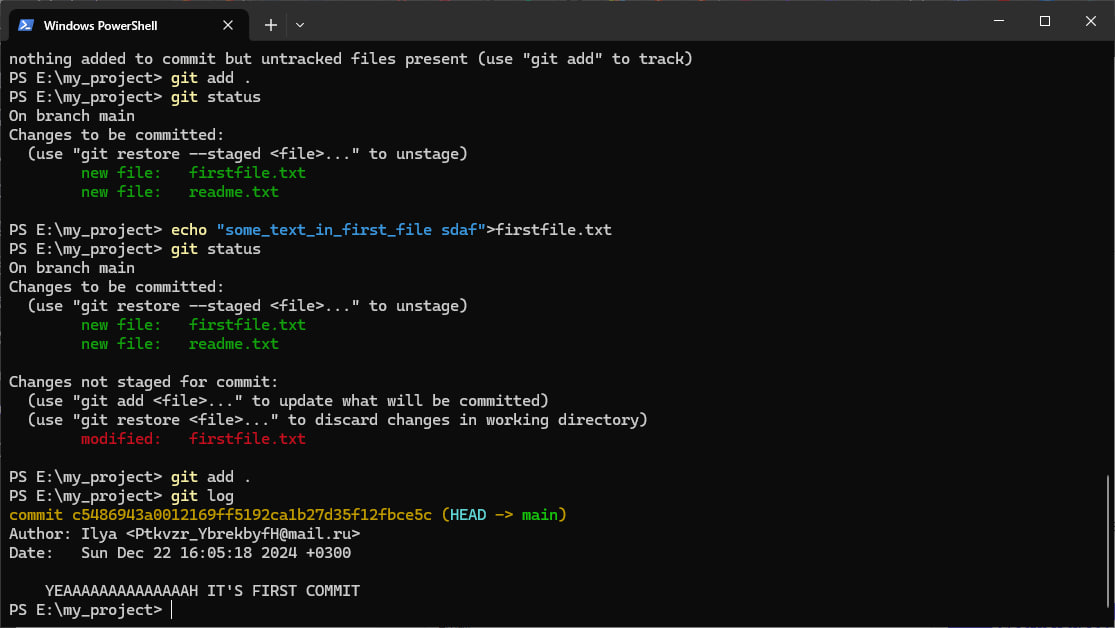 Windows PowerShell
nothing added to commit but untracked files present (use "git add" to track)
PS E:\my_project> git add .
PS E:\my_project> git status
On branch main
Changes to be committed:
  (use "git restore --staged <file>..." to unstage)
        new file:   firstfile.txt
        new file:   readme.txt

PS E:\my_project> echo "some_text_in_first_file sdaf">firstfile.txt
PS E:\my_project> git status
On branch main
Changes to be committed:
  (use "git restore --staged <file>..." to unstage)
        new file:   firstfile.txt
        new file:   readme.txt

Changes not staged for commit:
  (use "git add <file>..." to update what will be committed)
  (use "git restore <file>..." to discard changes in working directory)
        modified:   firstfile.txt

PS E:\my_project> git add .
PS E:\my_project> git log
commit c5486943a0012169ff5192ca1b27d35f12fbce5c (HEAD -> main)
Author: Ilya <Ptkvzr_YbrekbyfH@mail.ru>
Date:   Sun Dec 22 16:05:18 2024 +0300

    YEAAAAAAAAAAAAAAH IT'S FIRST COMMIT
PS E:\my_project>